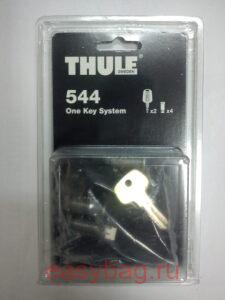 THULE
SWEDEN
544
One Key System
x2 x4
easybag.ru